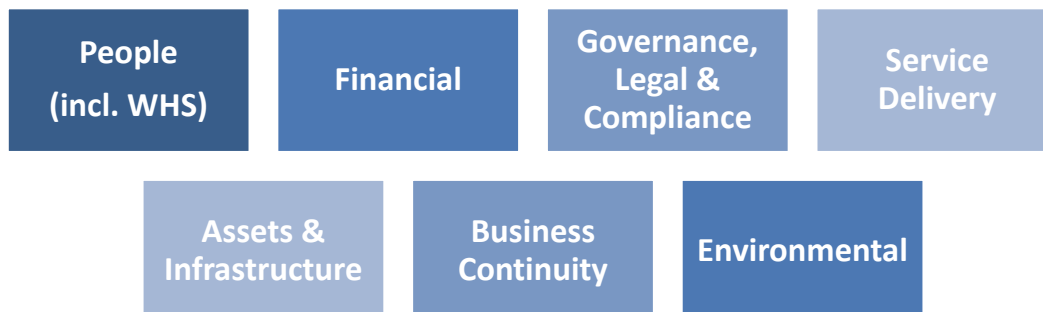 People
(incl. WHS)
Financial
Governance,
Legal &
Compliance
Service
Delivery
Assets &
Infrastructure
Business
Continuity
Environmental